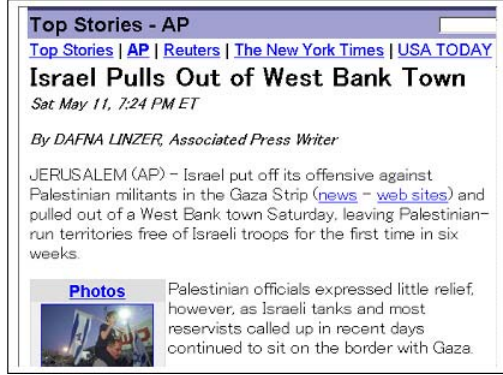 Top Stories - AP
Top Stories | AP | Reuters | The New York Times | USA TODAY
Israel Pulls Out of West Bank Town
Sat May 11, 7:24 PM ET
By DAFNA LINZER, Associated Press Writer
JERUSALEM (AP) - Israel put off its offensive against
Palestinian militants in the Gaza Strip (news - web sites) and
pulled out of a West Bank town Saturday, leaving Palestinian-
run territories free of Israeli troops for the first time in six
weeks.
Photos
Palestinian officials expressed little relief,
however, as Israeli tanks and most
reservists called up in recent days
continued to sit on the border with Gaza.